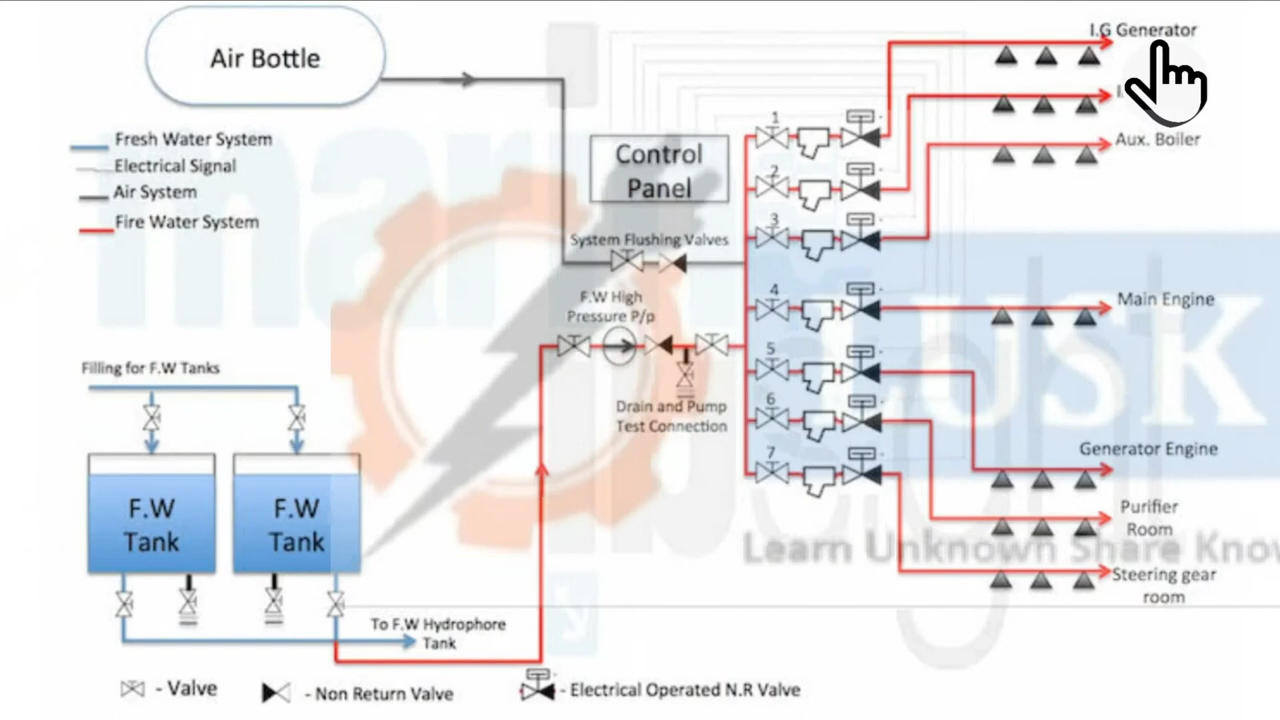 Air Bottle
I.G Generator
I.
Aux. Boiler
Fresh Water System
Electrical Signal
Air System
Fire Water System
Control
Panel
1
2
3
4
5
6
7
System Flushing Valves
F.W High
Pressure P/p
Drain and Pump
Test Connection
Main Engine
Generator Engine
Purifier
Room
Steering gear
room
Filling for F.W Tanks
F.W
Tank
F.W
Tank
To F.W Hydrophore
Tank
- Valve
- Non Return Valve
- Electrical Operated N.R Valve
Learn Unknown Share Know
USK